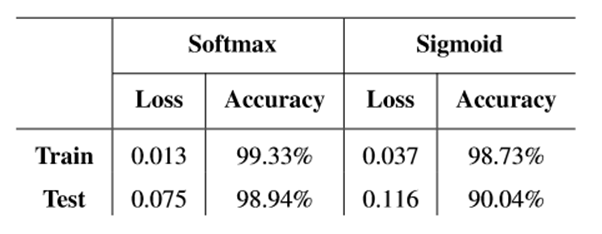 Softmax Sigmoid
Loss Accuracy Loss Accuracy
Train 0.013 99.33% 0.037 98.73%
Test 0.075 98.94% 0.116 90.04%